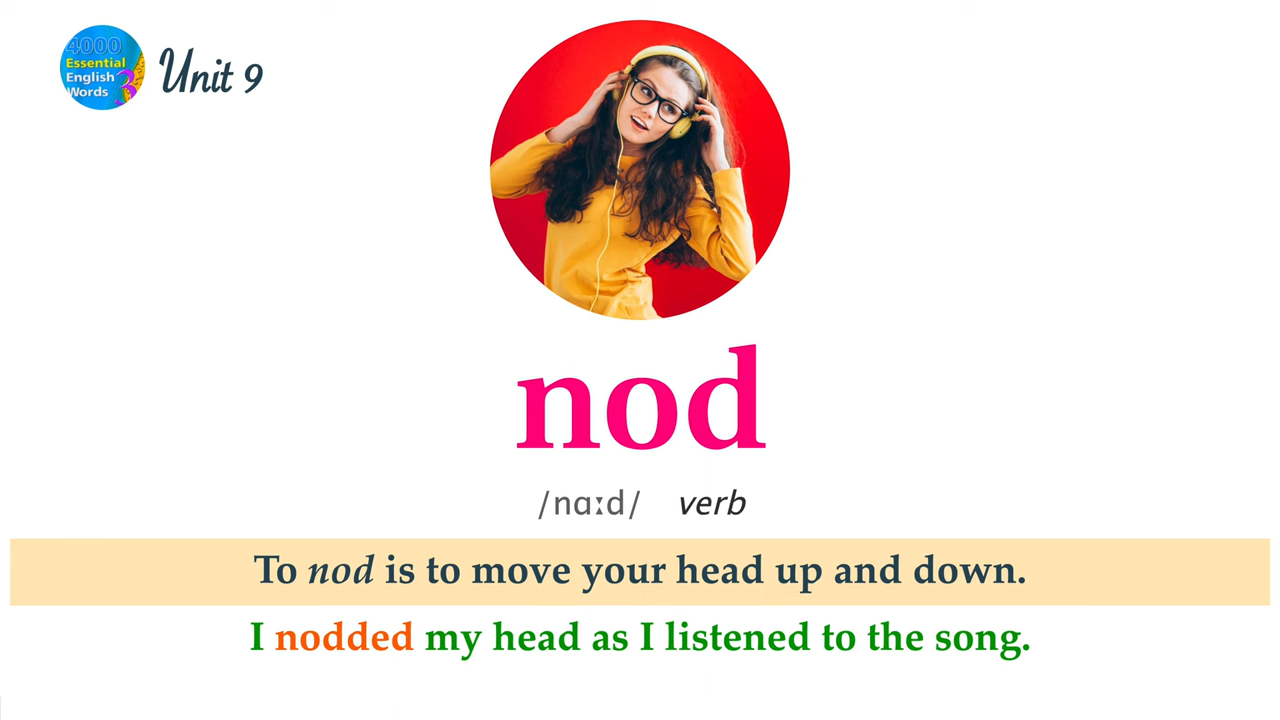 4000
Essential
English
Words 3
Unit 9
nod
/nɑːd/ verb
To nod is to move your head up and down.
I nodded my head as I listened to the song.